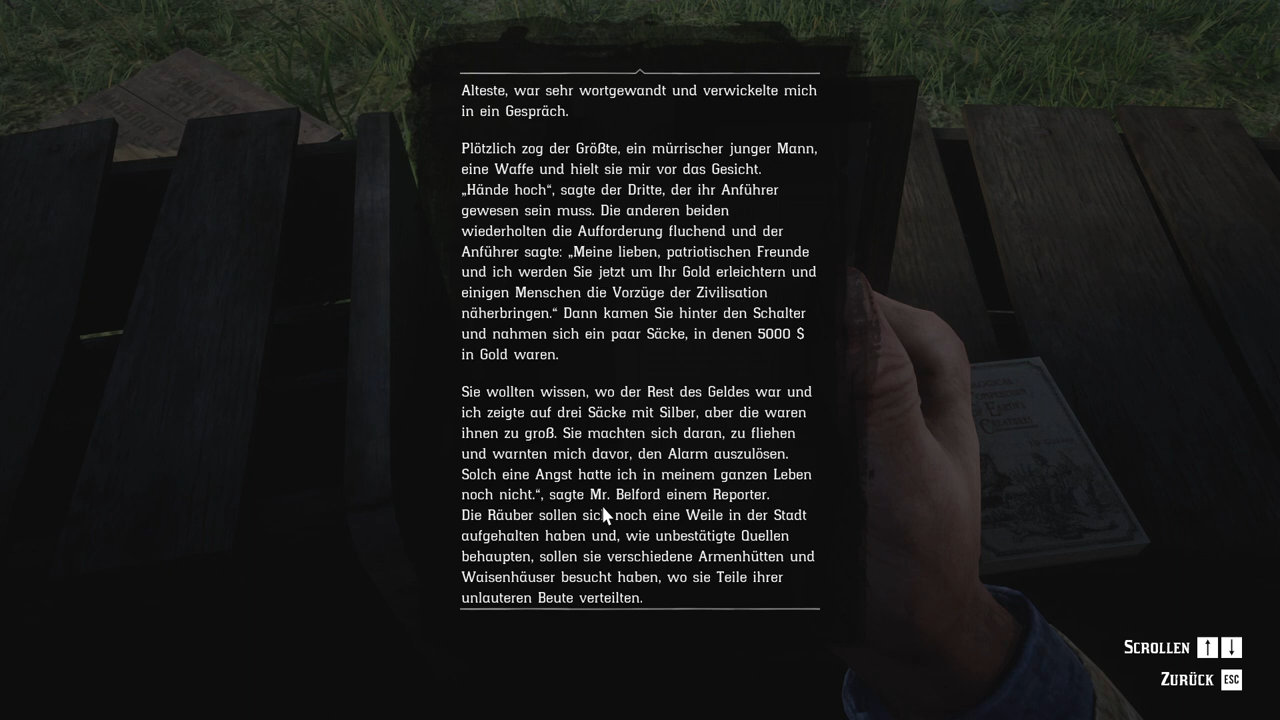 Älteste, war sehr wortgewandt und verwickelte mich
in ein Gespräch.
Plötzlich zog der Größte, ein mürrischer junger Mann,
eine Waffe und hielt sie mir vor das Gesicht.
„Hände hoch“, sagte der Dritte, der ihr Anführer
gewesen sein muss. Die anderen beiden
wiederholten die Aufforderung fluchend und der
Anführer sagte: „Meine lieben, patriotischen Freunde
und ich werden Sie jetzt um Ihr Gold erleichtern und
einigen Menschen die Vorzüge der Zivilisation
näherbringen.“ Dann kamen Sie hinter den Schalter
und nahmen sich ein paar Säcke, in denen 5000 $
in Gold waren.
Sie wollten wissen, wo der Rest des Geldes war und
ich zeigte auf drei Säcke mit Silber, aber die waren
ihnen zu groß. Sie machten sich daran, zu fliehen
und warnten mich davor, den Alarm auszulösen.
Solch eine Angst hatte ich in meinem ganzen Leben
noch nicht.“, sagte Mr. Belford einem Reporter.
Die Räuber sollen sich noch eine Weile in der Stadt
aufgehalten haben und, wie unbestätigte Quellen
behaupten, sollen sie verschiedene Armenhütten und
Waisenhäuser besucht haben, wo sie Teile ihrer
unlauteren Beute verteilten.
Scrollen ↑ ↓
Zurück ESC